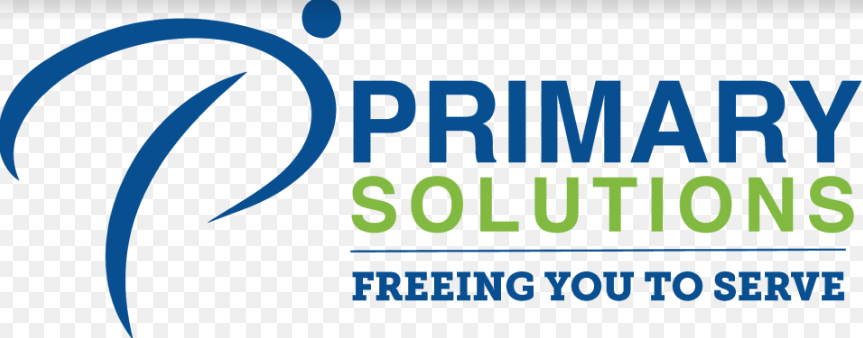 PRIMARY
SOLUTIONS
FREEING YOU TO SERVE